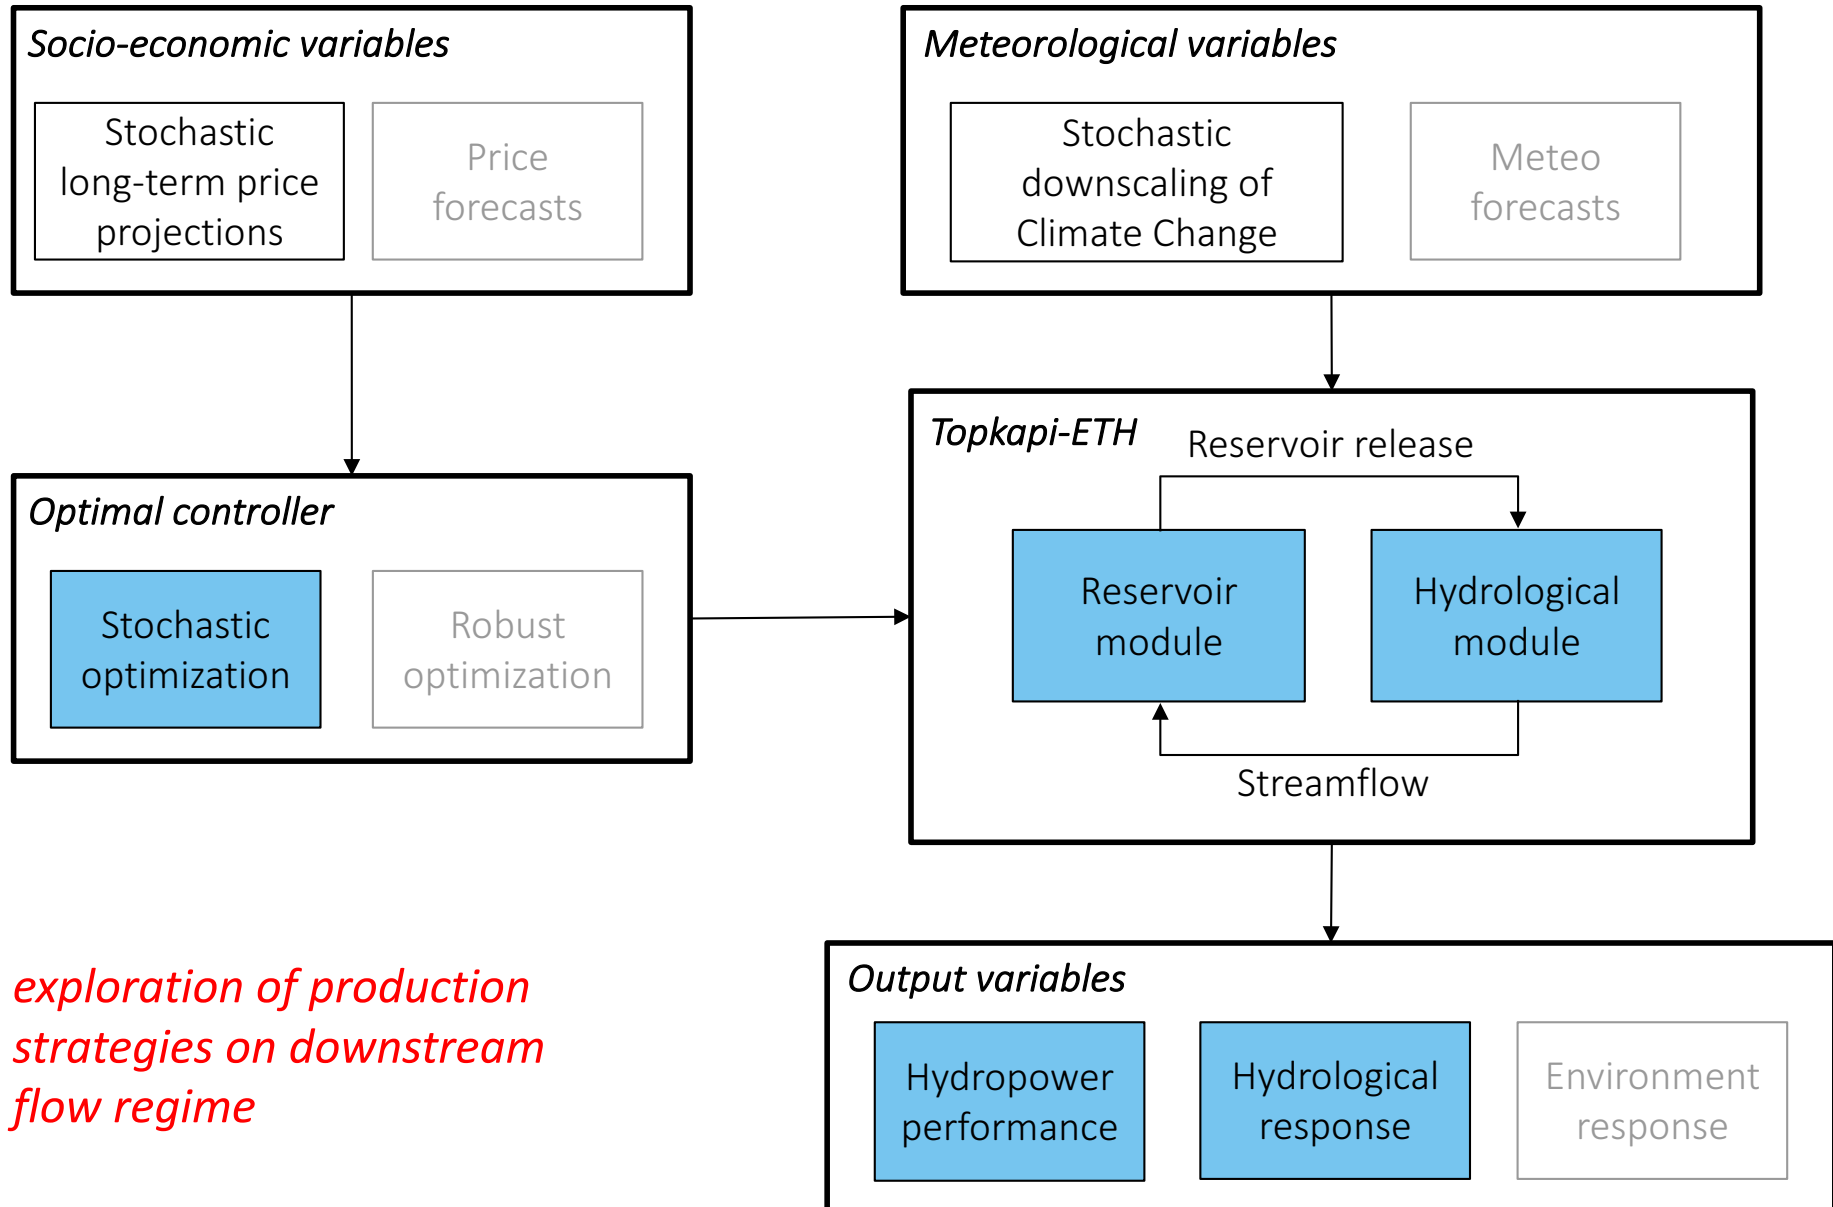 Socio-economic variables
Stochastic
long-term price
projections
Price
forecasts
Meteorological variables
Stochastic
downscaling of
Climate Change
Meteo
forecasts
Optimal controller
Stochastic
optimization
Robust
optimization
Topkapi-ETH
Reservoir release
Reservoir
module
Hydrological
module
Streamflow
exploration of production
strategies on downstream
flow regime
Output variables
Hydropower
performance
Hydrological
response
Environment
response